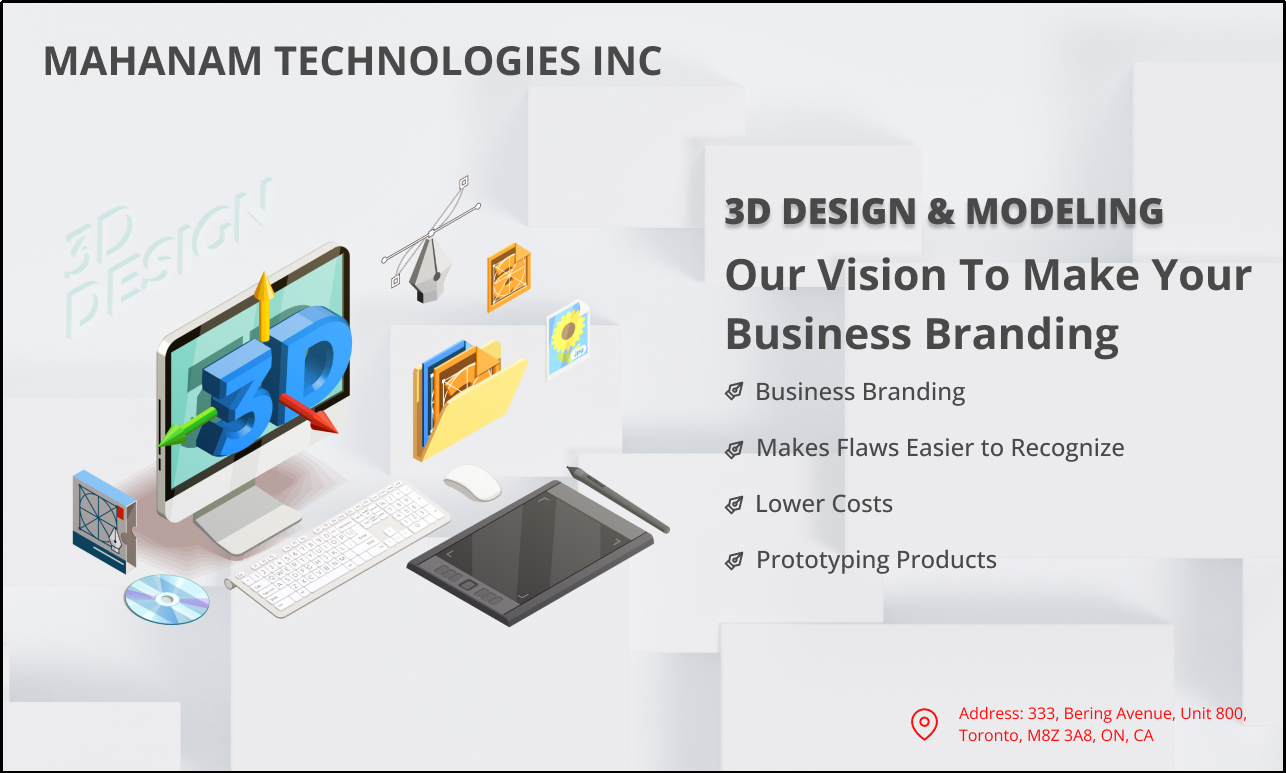 MAHANAM TECHNOLOGIES INC
3D
DESIGN
3D
3D DESIGN & MODELING
Our Vision To Make Your
Business Branding
Business Branding
Makes Flaws Easier to Recognize
Lower Costs
Prototyping Products
Address: 333, Bering Avenue, Unit 800,
Toronto, M8Z 3A8, ON, CA